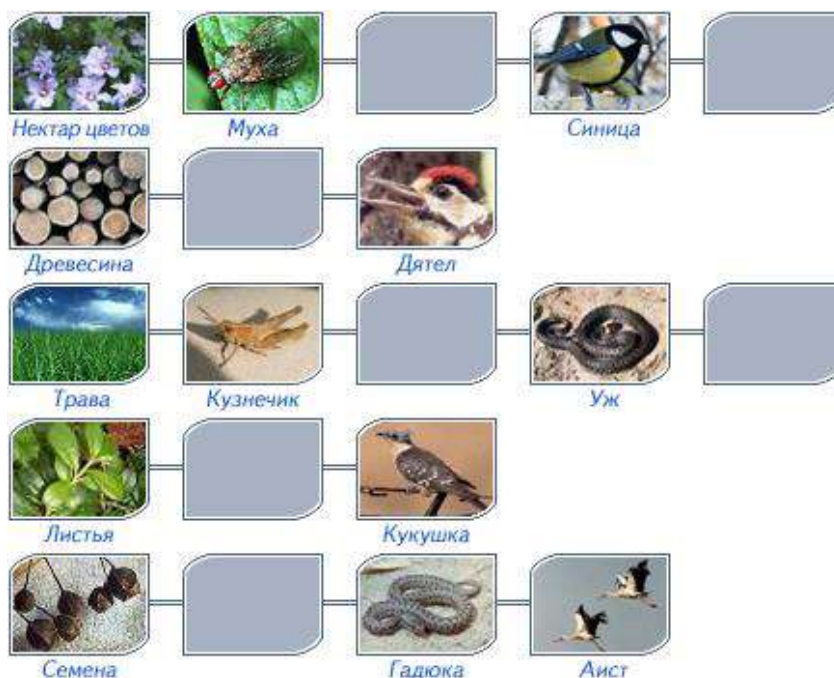 Нектар цветов Муха Синица
Древесина Дятел
Трава Кузнечик Уж
Листья Кукушка
Семена Гадюка Аист